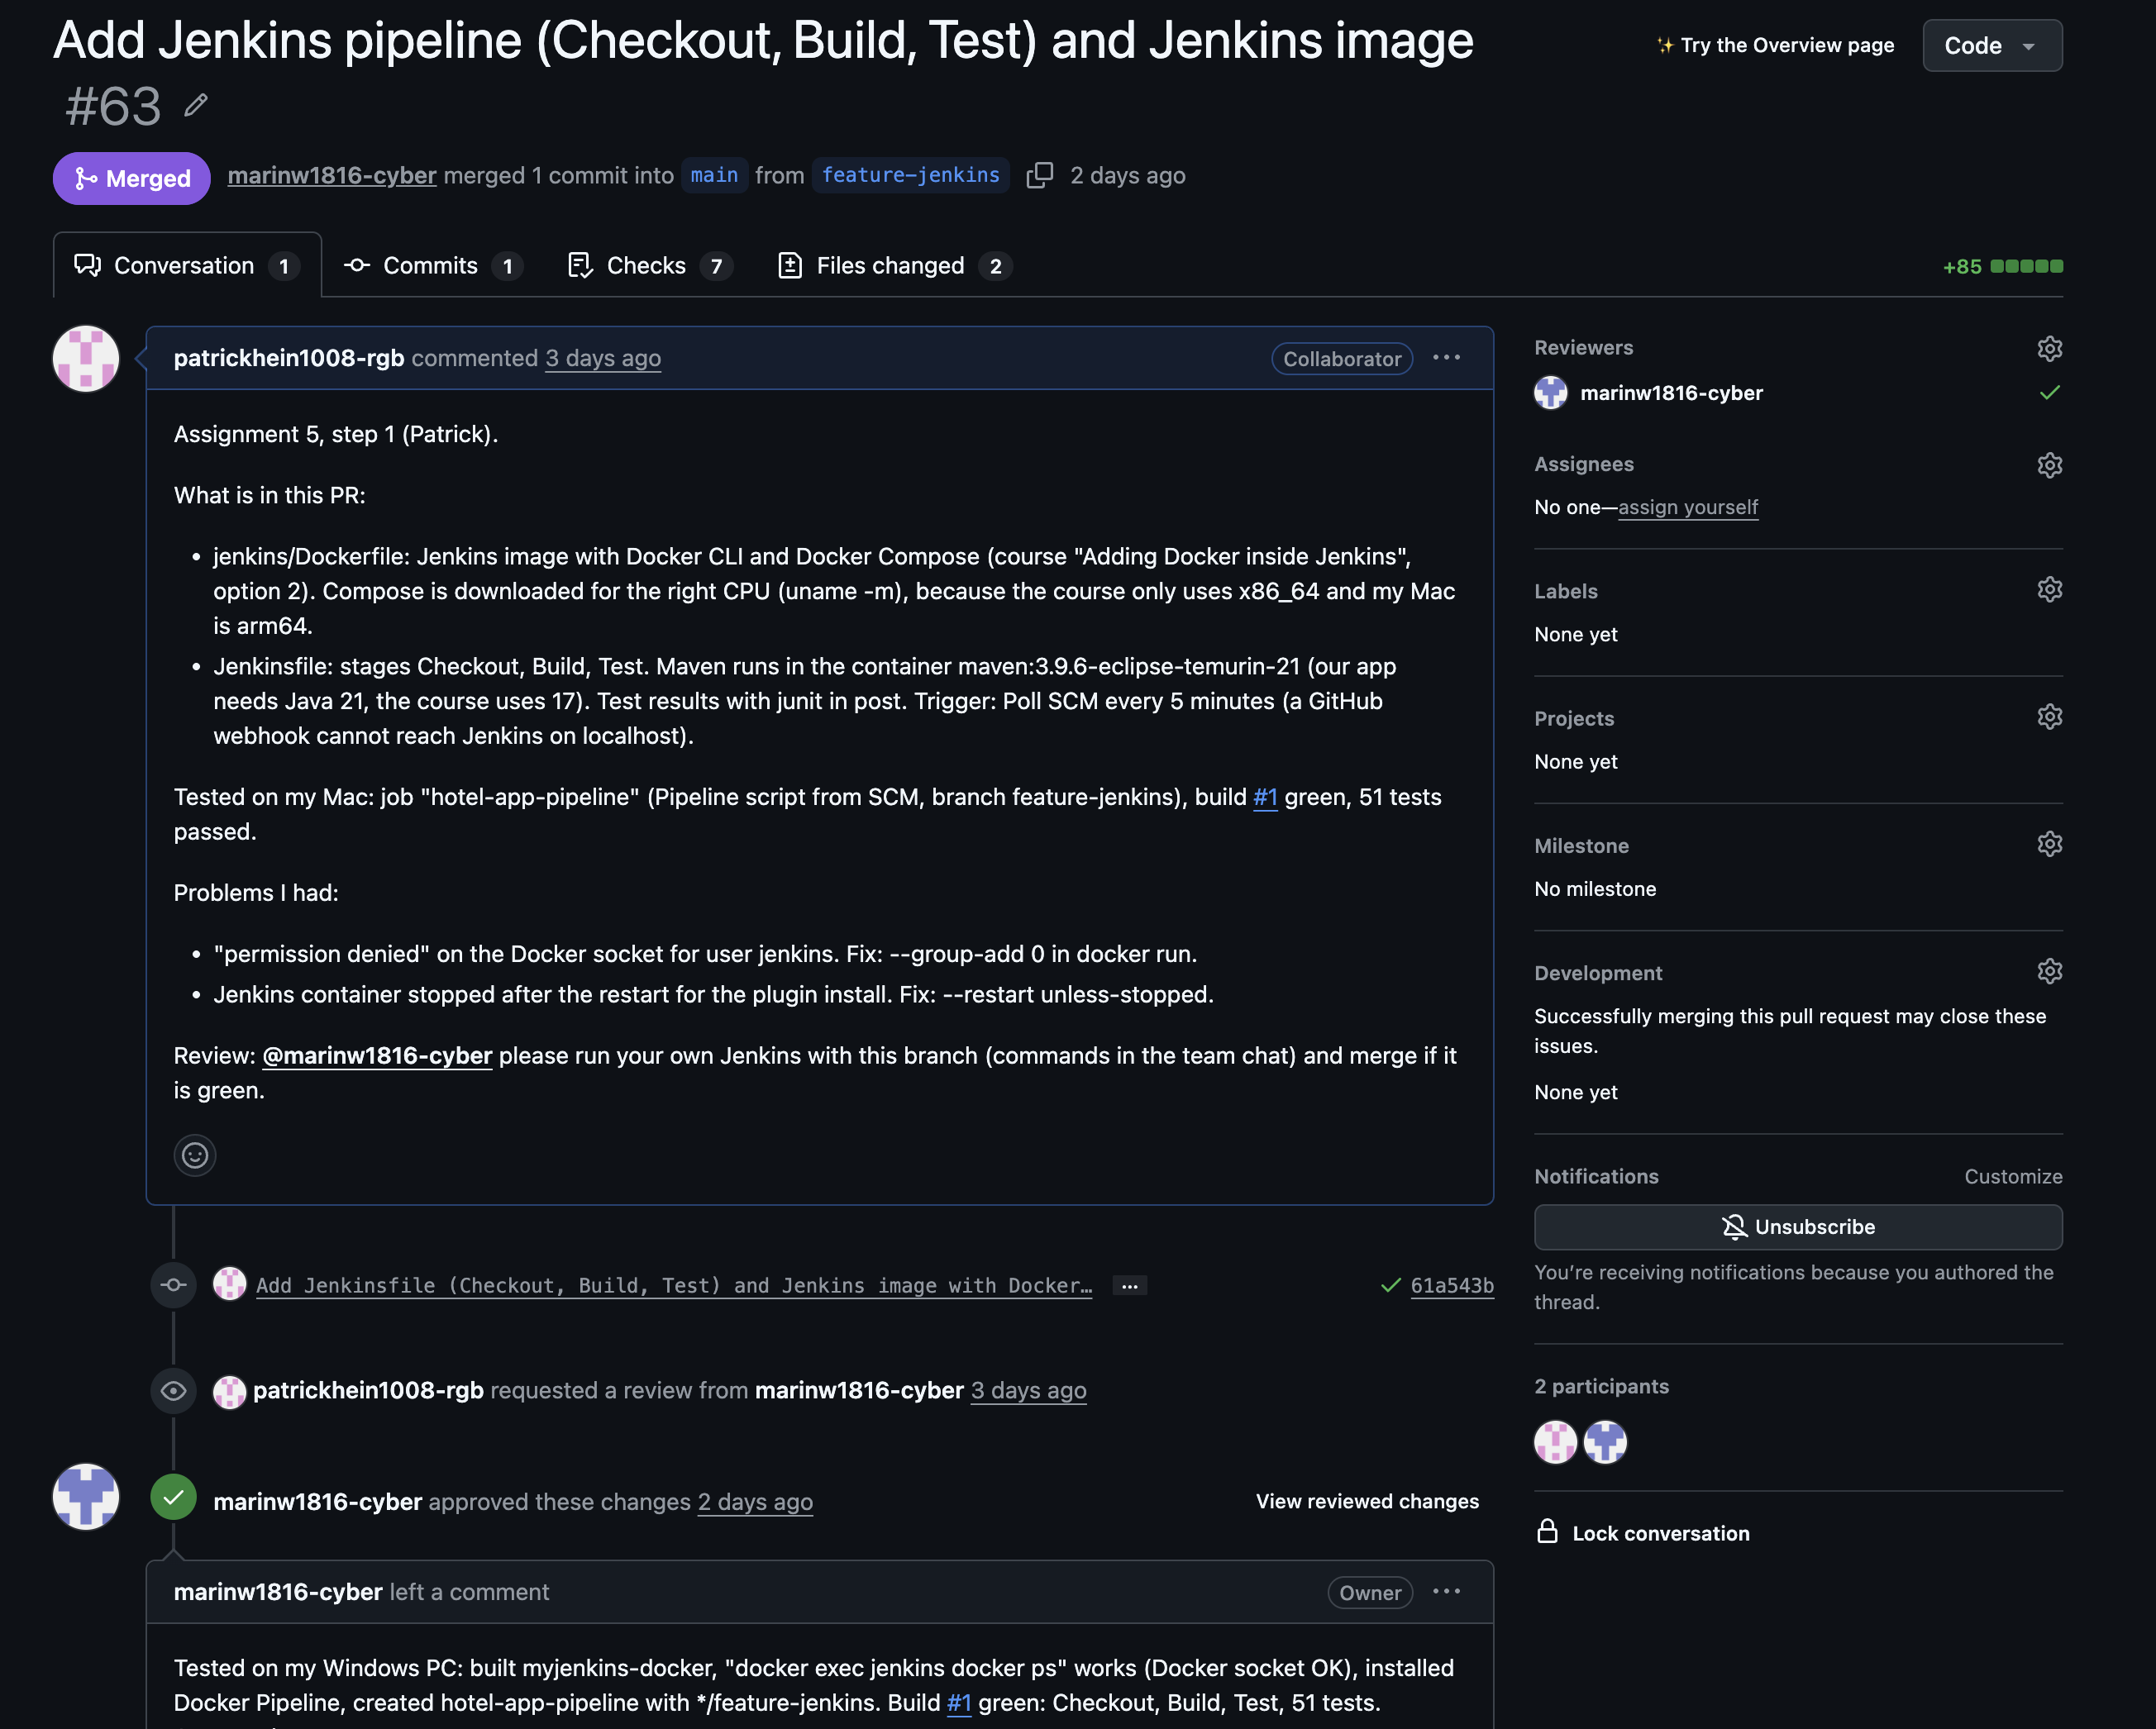 Add Jenkins pipeline (Checkout, Build, Test) and Jenkins image
#63
✨ Try the Overview page
Code
Merged
marinw1816-cyber merged 1 commit into main from feature-jenkins 2 days ago
Conversation 1
Commits 1
Checks 7
Files changed 2
+85
patrickhein1008-rgb commented 3 days ago
Collaborator
Assignment 5, step 1 (Patrick).
What is in this PR:
• jenkins/Dockerfile: Jenkins image with Docker CLI and Docker Compose (course "Adding Docker inside Jenkins",
option 2). Compose is downloaded for the right CPU (uname -m), because the course only uses x86_64 and my Mac
is arm64.
• Jenkinsfile: stages Checkout, Build, Test. Maven runs in the container maven:3.9.6-eclipse-temurin-21 (our app
needs Java 21, the course uses 17). Test results with junit in post. Trigger: Poll SCM every 5 minutes (a GitHub
webhook cannot reach Jenkins on localhost).
Tested on my Mac: job "hotel-app-pipeline" (Pipeline script from SCM, branch feature-jenkins), build #1 green, 51 tests
passed.
Problems I had:
• "permission denied" on the Docker socket for user jenkins. Fix: --group-add 0 in docker run.
• Jenkins container stopped after the restart for the plugin install. Fix: --restart unless-stopped.
Review: @marinw1816-cyber please run your own Jenkins with this branch (commands in the team chat) and merge if it
is green.
Add Jenkinsfile (Checkout, Build, Test) and Jenkins image with Docker…
61a543b
patrickhein1008-rgb requested a review from marinw1816-cyber 3 days ago
marinw1816-cyber approved these changes 2 days ago
View reviewed changes
marinw1816-cyber left a comment
Owner
Tested on my Windows PC: built myjenkins-docker, "docker exec jenkins docker ps" works (Docker socket OK), installed
Docker Pipeline, created hotel-app-pipeline with */feature-jenkins. Build #1 green: Checkout, Build, Test, 51 tests.
Reviewers
marinw1816-cyber
Assignees
No one—assign yourself
Labels
None yet
Projects
None yet
Milestone
No milestone
Development
Successfully merging this pull request may close these
issues.
None yet
Notifications
Customize
Unsubscribe
You're receiving notifications because you authored the
thread.
2 participants
Lock conversation